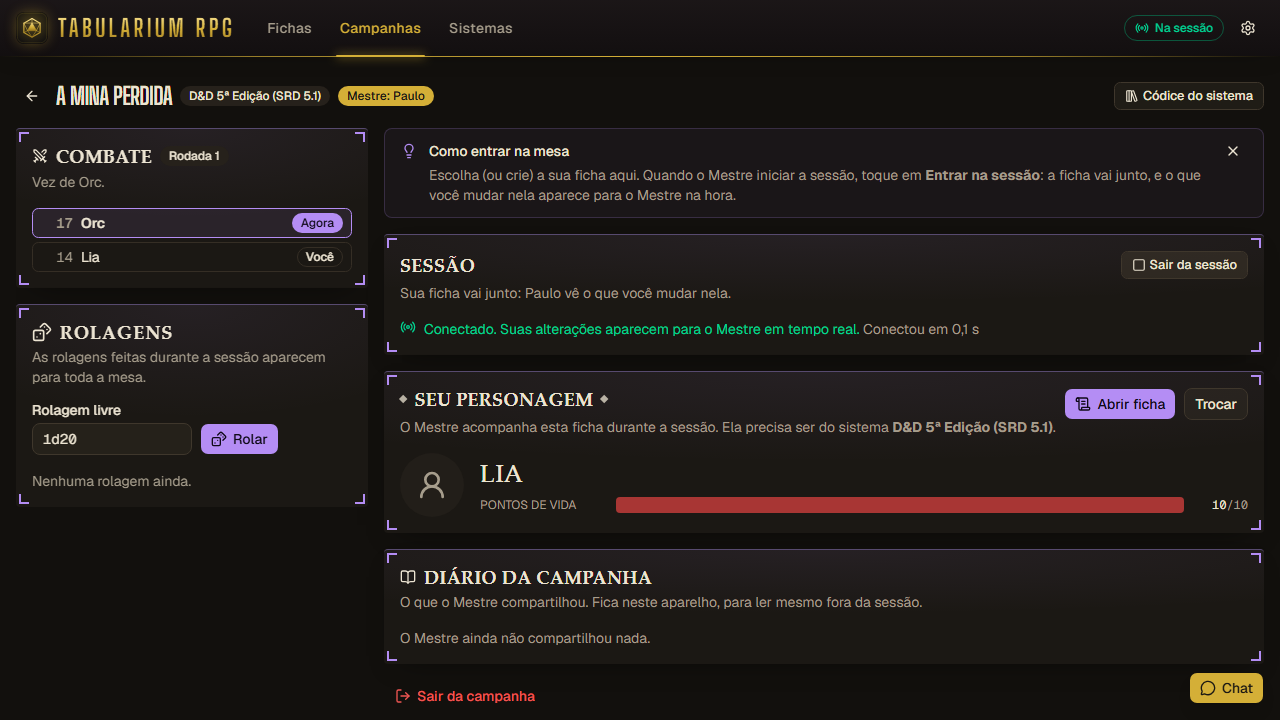 TABULARIUM RPG
Fichas
Campanhas
Sistemas
Na sessão
A MINA PERDIDA
D&D 5ª Edição (SRD 5.1)
Mestre: Paulo
Códice do sistema
COMBATE
Rodada 1
Vez de Orc.
17 Orc
Agora
14 Lia
Você
ROLAGENS
As rolagens feitas durante a sessão aparecem
para toda a mesa.
Rolagem livre
1d20
Rolar
Nenhuma rolagem ainda.
Como entrar na mesa
Escolha (ou crie) a sua ficha aqui. Quando o Mestre iniciar a sessão, toque em Entrar na sessão: a ficha vai junto, e o que
você mudar nela aparece para o Mestre na hora.
SESSÃO
Sair da sessão
Sua ficha vai junto: Paulo vê o que você mudar nela.
Conectado. Suas alterações aparecem para o Mestre em tempo real. Conectou em 0,1 s
SEU PERSONAGEM
Abrir ficha
Trocar
O Mestre acompanha esta ficha durante a sessão. Ela precisa ser do sistema D&D 5ª Edição (SRD 5.1).
LIA
PONTOS DE VIDA
10/10
DIÁRIO DA CAMPANHA
O que o Mestre compartilhou. Fica neste aparelho, para ler mesmo fora da sessão.
O Mestre ainda não compartilhou nada.
Sair da campanha
Chat